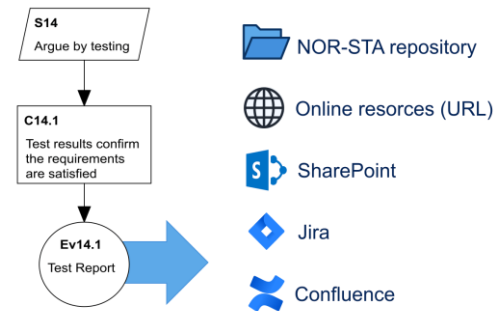 S14
Argue by testing
C14.1
Test results confirm
the requirements
are satisfied
Ev14.1
Test Report
NOR-STA repository
Online resorces (URL)
S
SharePoint
Jira
Confluence